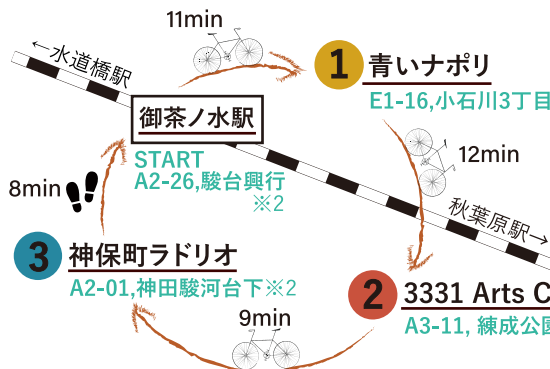 11min
←水道橋駅
1 青いナポリ
E1-16,小石川3丁目
御茶ノ水駅
START
A2-26,駿台興行
※2
12min
8min
秋葉原駅→
3 神保町ラドリオ
A2-01,神田駿河台下※2
2 3331 Arts C
A3-11, 練成公園
9min